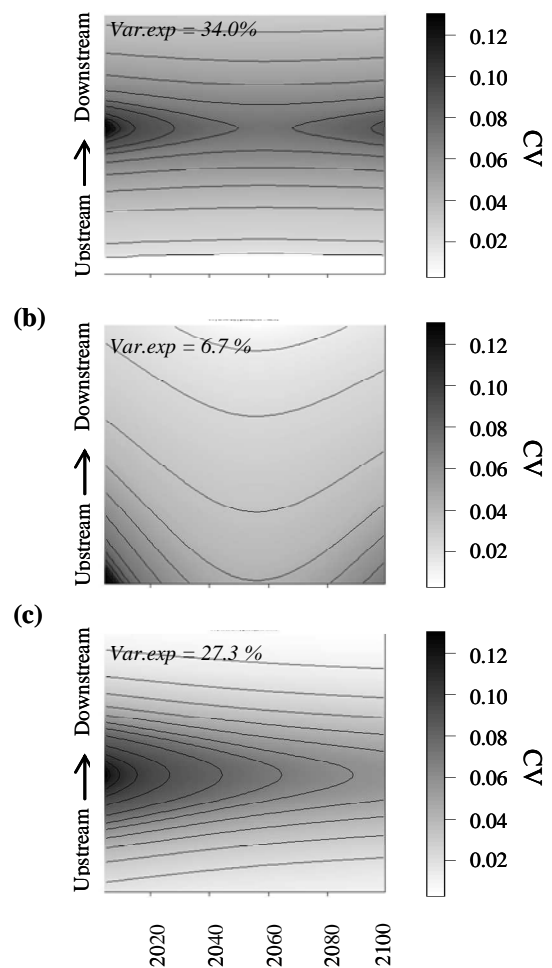 Var.exp = 34.0%
Upstream → Downstream
0.12
0.10
0.08
0.06
0.04
0.02
CV
(b)
Var.exp = 6.7 %
Upstream → Downstream
0.12
0.10
0.08
0.06
0.04
0.02
CV
(c)
Var.exp = 27.3 %
Upstream → Downstream
0.12
0.10
0.08
0.06
0.04
0.02
CV
2020
2040
2060
2080
2100